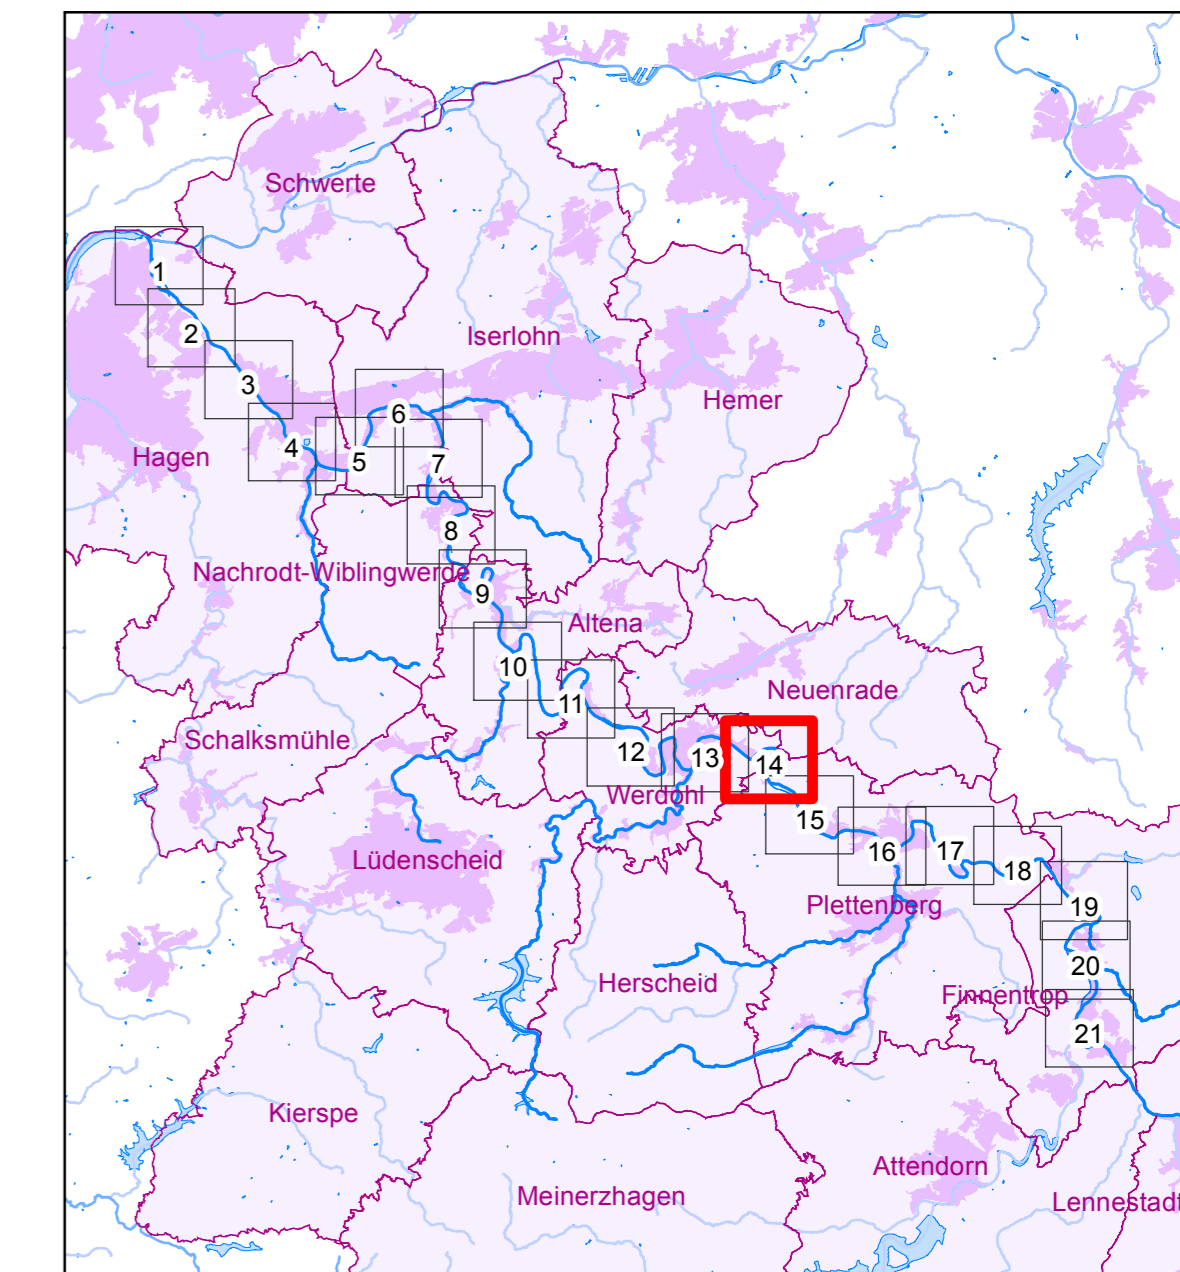 Schwerte
1
2
Iserlohn
3
Hemer
6
4
Hagen
5
7
8
Nachrodt-Wiblingwerde
9
Altena
10
Neuenrade
11
Schalksmühle
12
13
14
Werdohl
15
Lüdenscheid
16
17
18
Plettenberg
19
20
Herscheid
Finnentrop
21
Kierspe
Attendorn
Meinerzhagen
Lennestadt